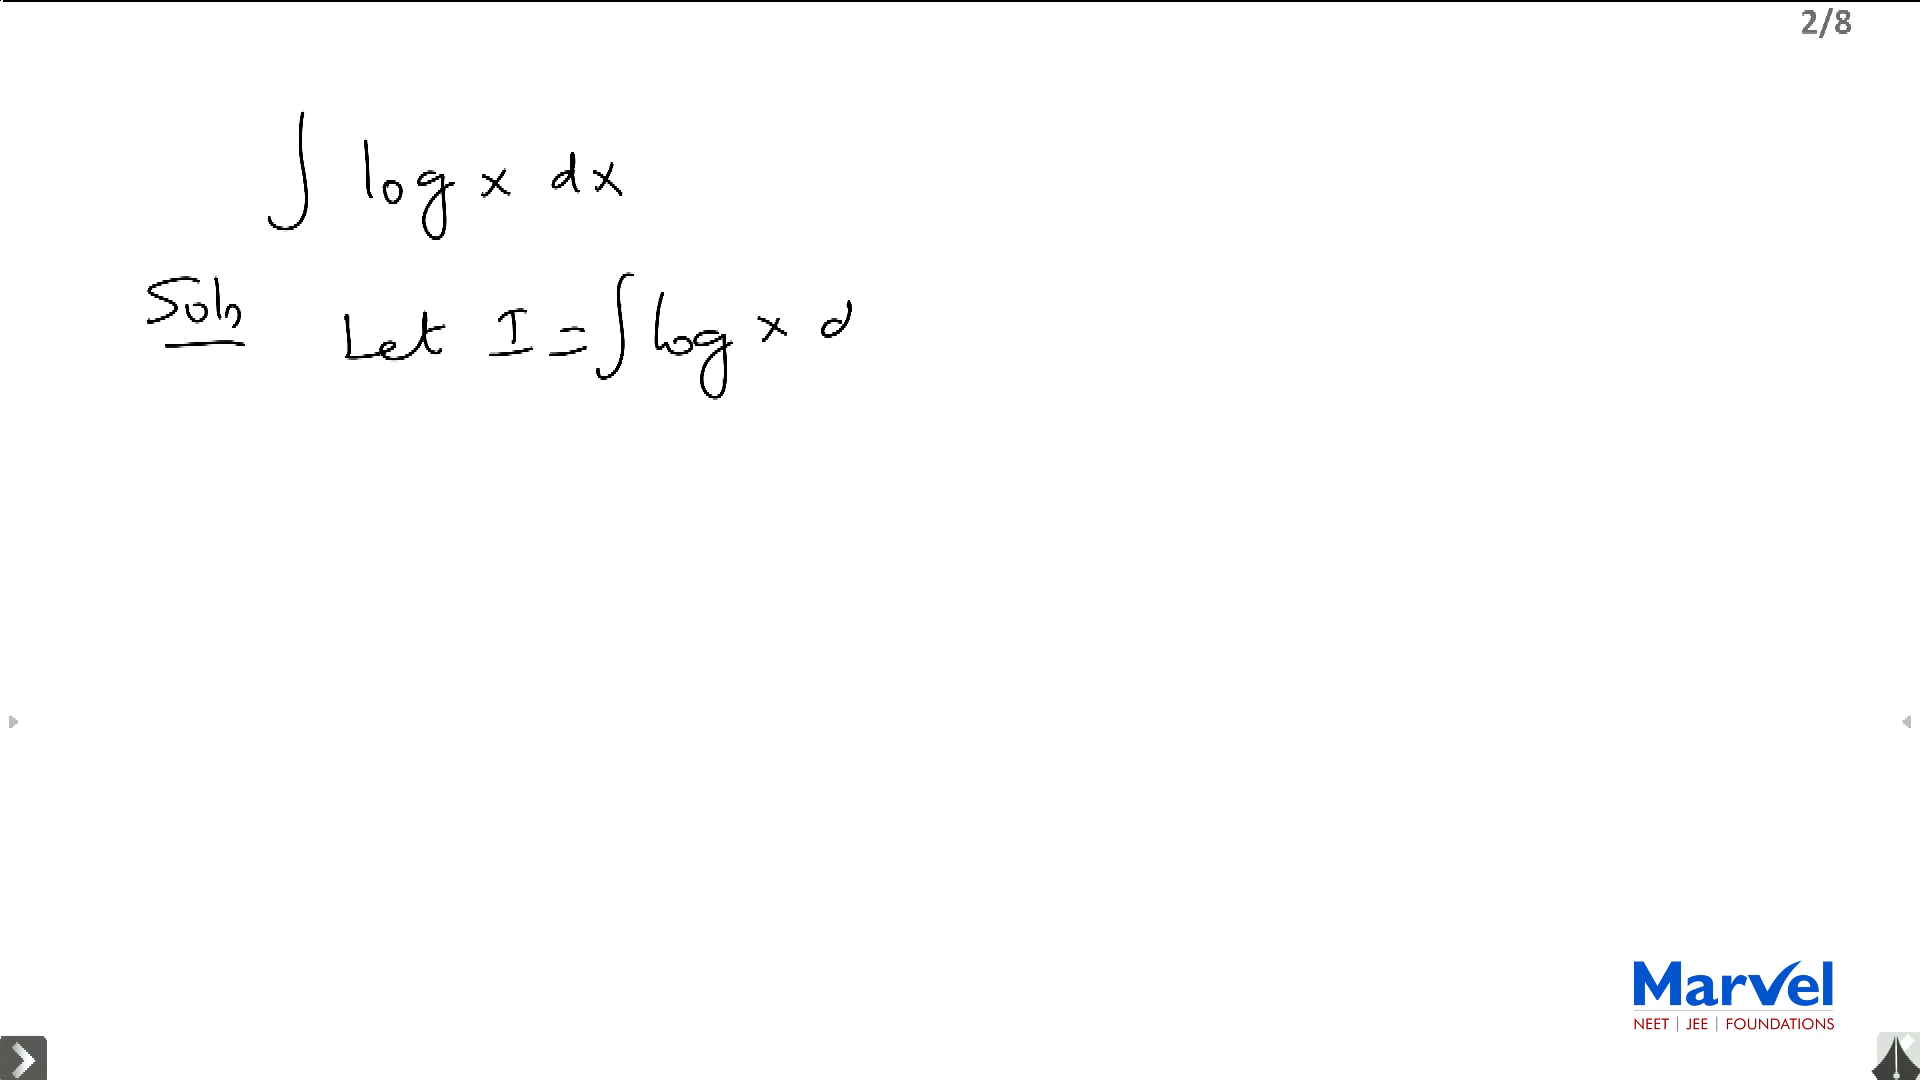 2/8
∫ log x dx
Soln Let I = ∫ log x d
Marvel
NEET | JEE | FOUNDATIONS